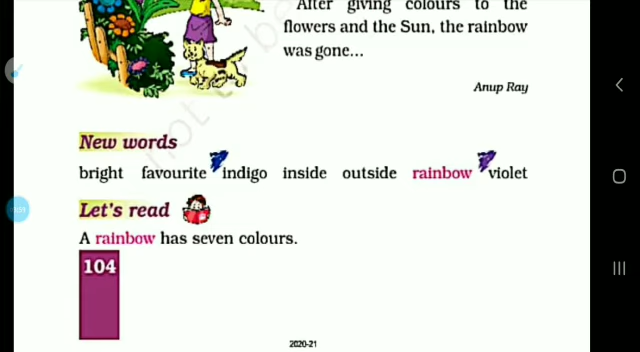 After giving colours to the
flowers and the Sun, the rainbow
was gone...
Anup Ray
New words
bright favourite indigo inside outside rainbow violet
Let's read
A rainbow has seven colours.
104
2020-21